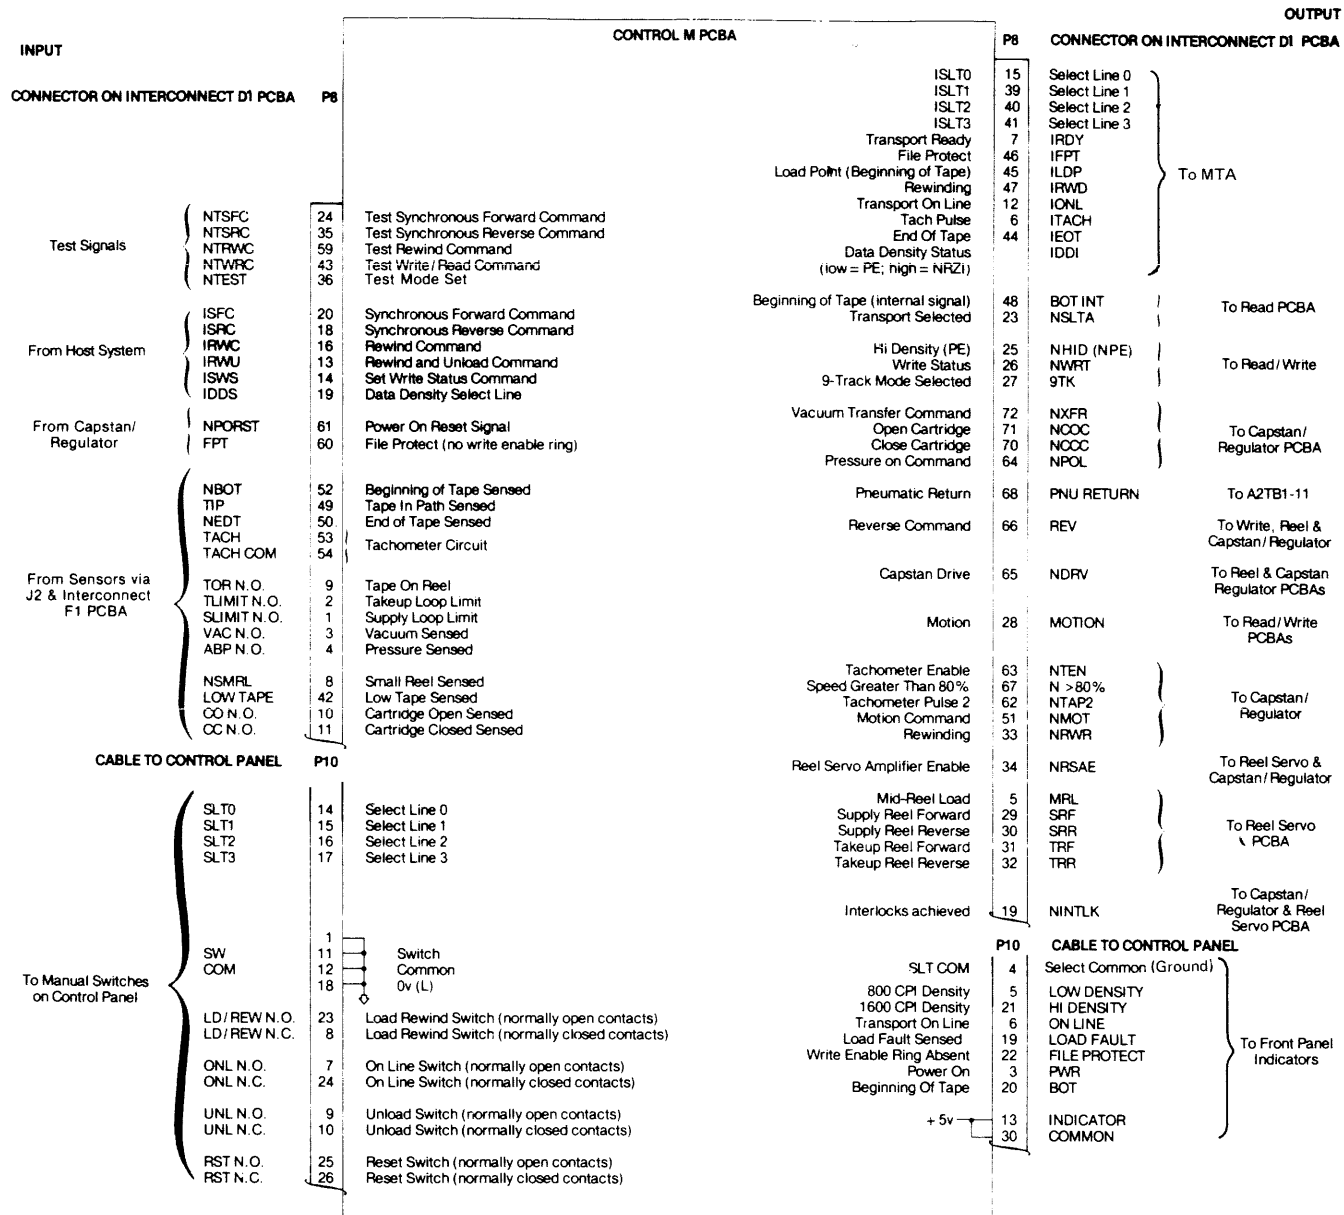 INPUT
CONNECTOR ON INTERCONNECT D1 PCBA P8
Test Signals
NTSFC 24 Test Synchronous Forward Command
NTSRC 35 Test Synchronous Reverse Command
NTRWC 59 Test Rewind Command
NTWRC 43 Test Write/Read Command
NTEST 36 Test Mode Set
From Host System
ISFC 20 Synchronous Forward Command
ISRC 18 Synchronous Reverse Command
IRWC 16 Rewind Command
IRWU 13 Rewind and Unload Command
ISWS 14 Set Write Status Command
IDDS 19 Data Density Select Line
From Capstan/
Regulator
NPORST 61 Power On Reset Signal
FPT 60 File Protect (no write enable ring)
From Sensors via
J2 & Interconnect
F1 PCBA
NBOT 52 Beginning of Tape Sensed
TIP 49 Tape In Path Sensed
NEDT 50 End of Tape Sensed
TACH 53
Tachometer Circuit
TACH COM 54
TOR N.O. 9 Tape On Reel
TLIMIT N.O. 2 Takeup Loop Limit
SLIMIT N.O. 1 Supply Loop Limit
VAC N.O. 3 Vacuum Sensed
ABP N.O. 4 Pressure Sensed
NSMRL 8 Small Reel Sensed
LOW TAPE 42 Low Tape Sensed
CO N.O. 10 Cartridge Open Sensed
CC N.O. 11 Cartridge Closed Sensed
CABLE TO CONTROL PANEL P10
To Manual Switches
on Control Panel
SLT0 14 Select Line 0
SLT1 15 Select Line 1
SLT2 16 Select Line 2
SLT3 17 Select Line 3
1
SW 11 Switch
COM 12 Common
18 0v (L)
LD/REW N.O. 23 Load Rewind Switch (normally open contacts)
LD/REW N.C. 8 Load Rewind Switch (normally closed contacts)
ONL N.O. 7 On Line Switch (normally open contacts)
ONL N.C. 24 On Line Switch (normally closed contacts)
UNL N.O. 9 Unload Switch (normally open contacts)
UNL N.C. 10 Unload Switch (normally closed contacts)
RST N.O. 25 Reset Switch (normally open contacts)
RST N.C. 26 Reset Switch (normally closed contacts)
CONTROL M PCBA
OUTPUT
P8 CONNECTOR ON INTERCONNECT D1 PCBA
ISLT0 15 Select Line 0
ISLT1 39 Select Line 1
ISLT2 40 Select Line 2
ISLT3 41 Select Line 3
Transport Ready 7 IRDY
File Protect 46 IFPT
Load Point (Beginning of Tape) 45 ILDP
Rewinding 47 IRWD
Transport On Line 12 IONL
Tach Pulse 6 ITACH
End Of Tape 44 IEOT
Data Density Status IDDI
(low = PE; high = NRZI)
To MTA
Beginning of Tape (internal signal) 48 BOT INT
Transport Selected 23 NSLTA
To Read PCBA
Hi Density (PE) 25 NHID (NPE)
Write Status 26 NWRT
9-Track Mode Selected 27 9TK
To Read/Write
Vacuum Transfer Command 72 NXFR
Open Cartridge 71 NCOC
Close Cartridge 70 NCCC
Pressure on Command 64 NPOL
To Capstan/
Regulator PCBA
Pneumatic Return 68 PNU RETURN To A2TB1-11
Reverse Command 66 REV To Write, Reel &
Capstan/Regulator
Capstan Drive 65 NDRV To Reel & Capstan
Regulator PCBAs
Motion 28 MOTION To Read/Write
PCBAs
Tachometer Enable 63 NTEN
Speed Greater Than 80% 67 N >80%
Tachometer Pulse 2 62 NTAP2
Motion Command 51 NMOT
Rewinding 33 NRWR
To Capstan/
Regulator
Reel Servo Amplifier Enable 34 NRSAE To Reel Servo &
Capstan/Regulator
Mid-Reel Load 5 MRL
Supply Reel Forward 29 SRF
Supply Reel Reverse 30 SRR
Takeup Reel Forward 31 TRF
Takeup Reel Reverse 32 TRR
To Reel Servo
PCBA
Interlocks achieved 19 NINTLK
To Capstan/
Regulator & Reel
Servo PCBA
P10 CABLE TO CONTROL PANEL
SLT COM 4 Select Common (Ground)
800 CPI Density 5 LOW DENSITY
1600 CPI Density 21 HI DENSITY
Transport On Line 6 ON LINE
Load Fault Sensed 19 LOAD FAULT
Write Enable Ring Absent 22 FILE PROTECT
Power On 3 PWR
Beginning Of Tape 20 BOT
+ 5v 13 INDICATOR
30 COMMON
To Front Panel
Indicators